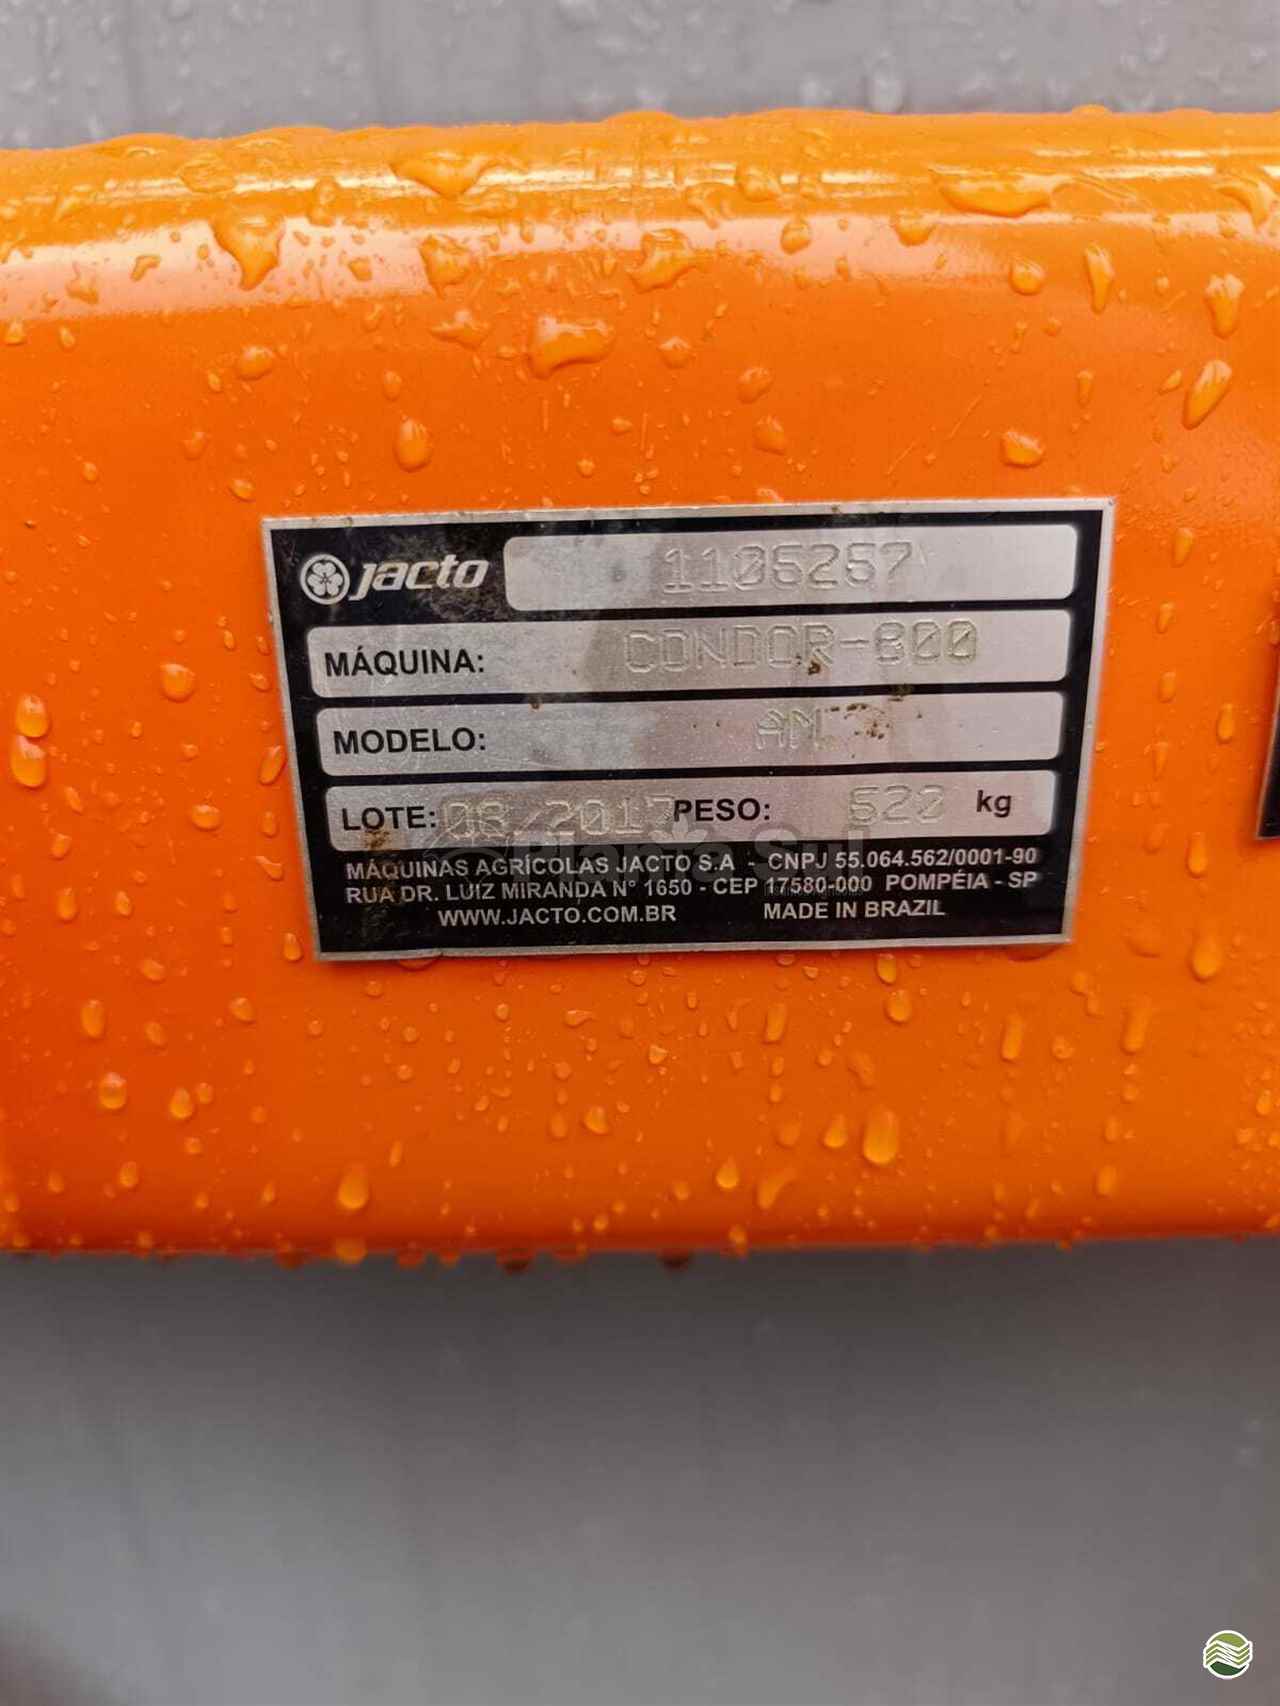 jacto 1106267
MÁQUINA: CONDOR-800
MODELO: AM
LOTE: 08/2017 PESO: 520 kg
MÁQUINAS AGRÍCOLAS JACTO S.A - CNPJ 55.064.562/0001-90
RUA DR. LUIZ MIRANDA N° 1650 - CEP 17580-000 POMPÉIA - SP
WWW.JACTO.COM.BR MADE IN BRAZIL
Planta Sul